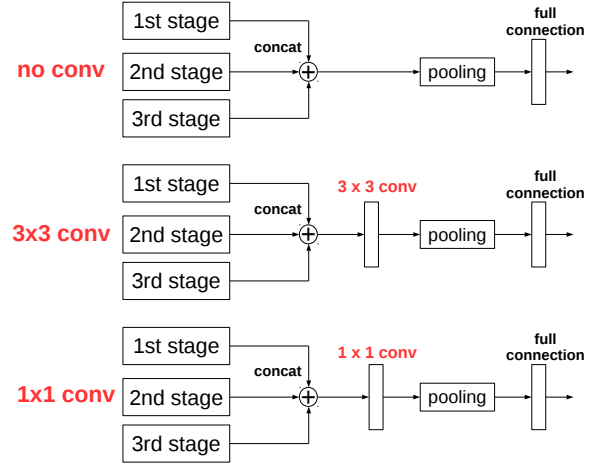 1st stage
full
connection
concat
no conv
2nd stage
+
pooling
3rd stage
1st stage
3 x 3 conv
full
connection
concat
3x3 conv
2nd stage
+
pooling
3rd stage
1st stage
1 x 1 conv
full
connection
concat
1x1 conv
2nd stage
+
pooling
3rd stage